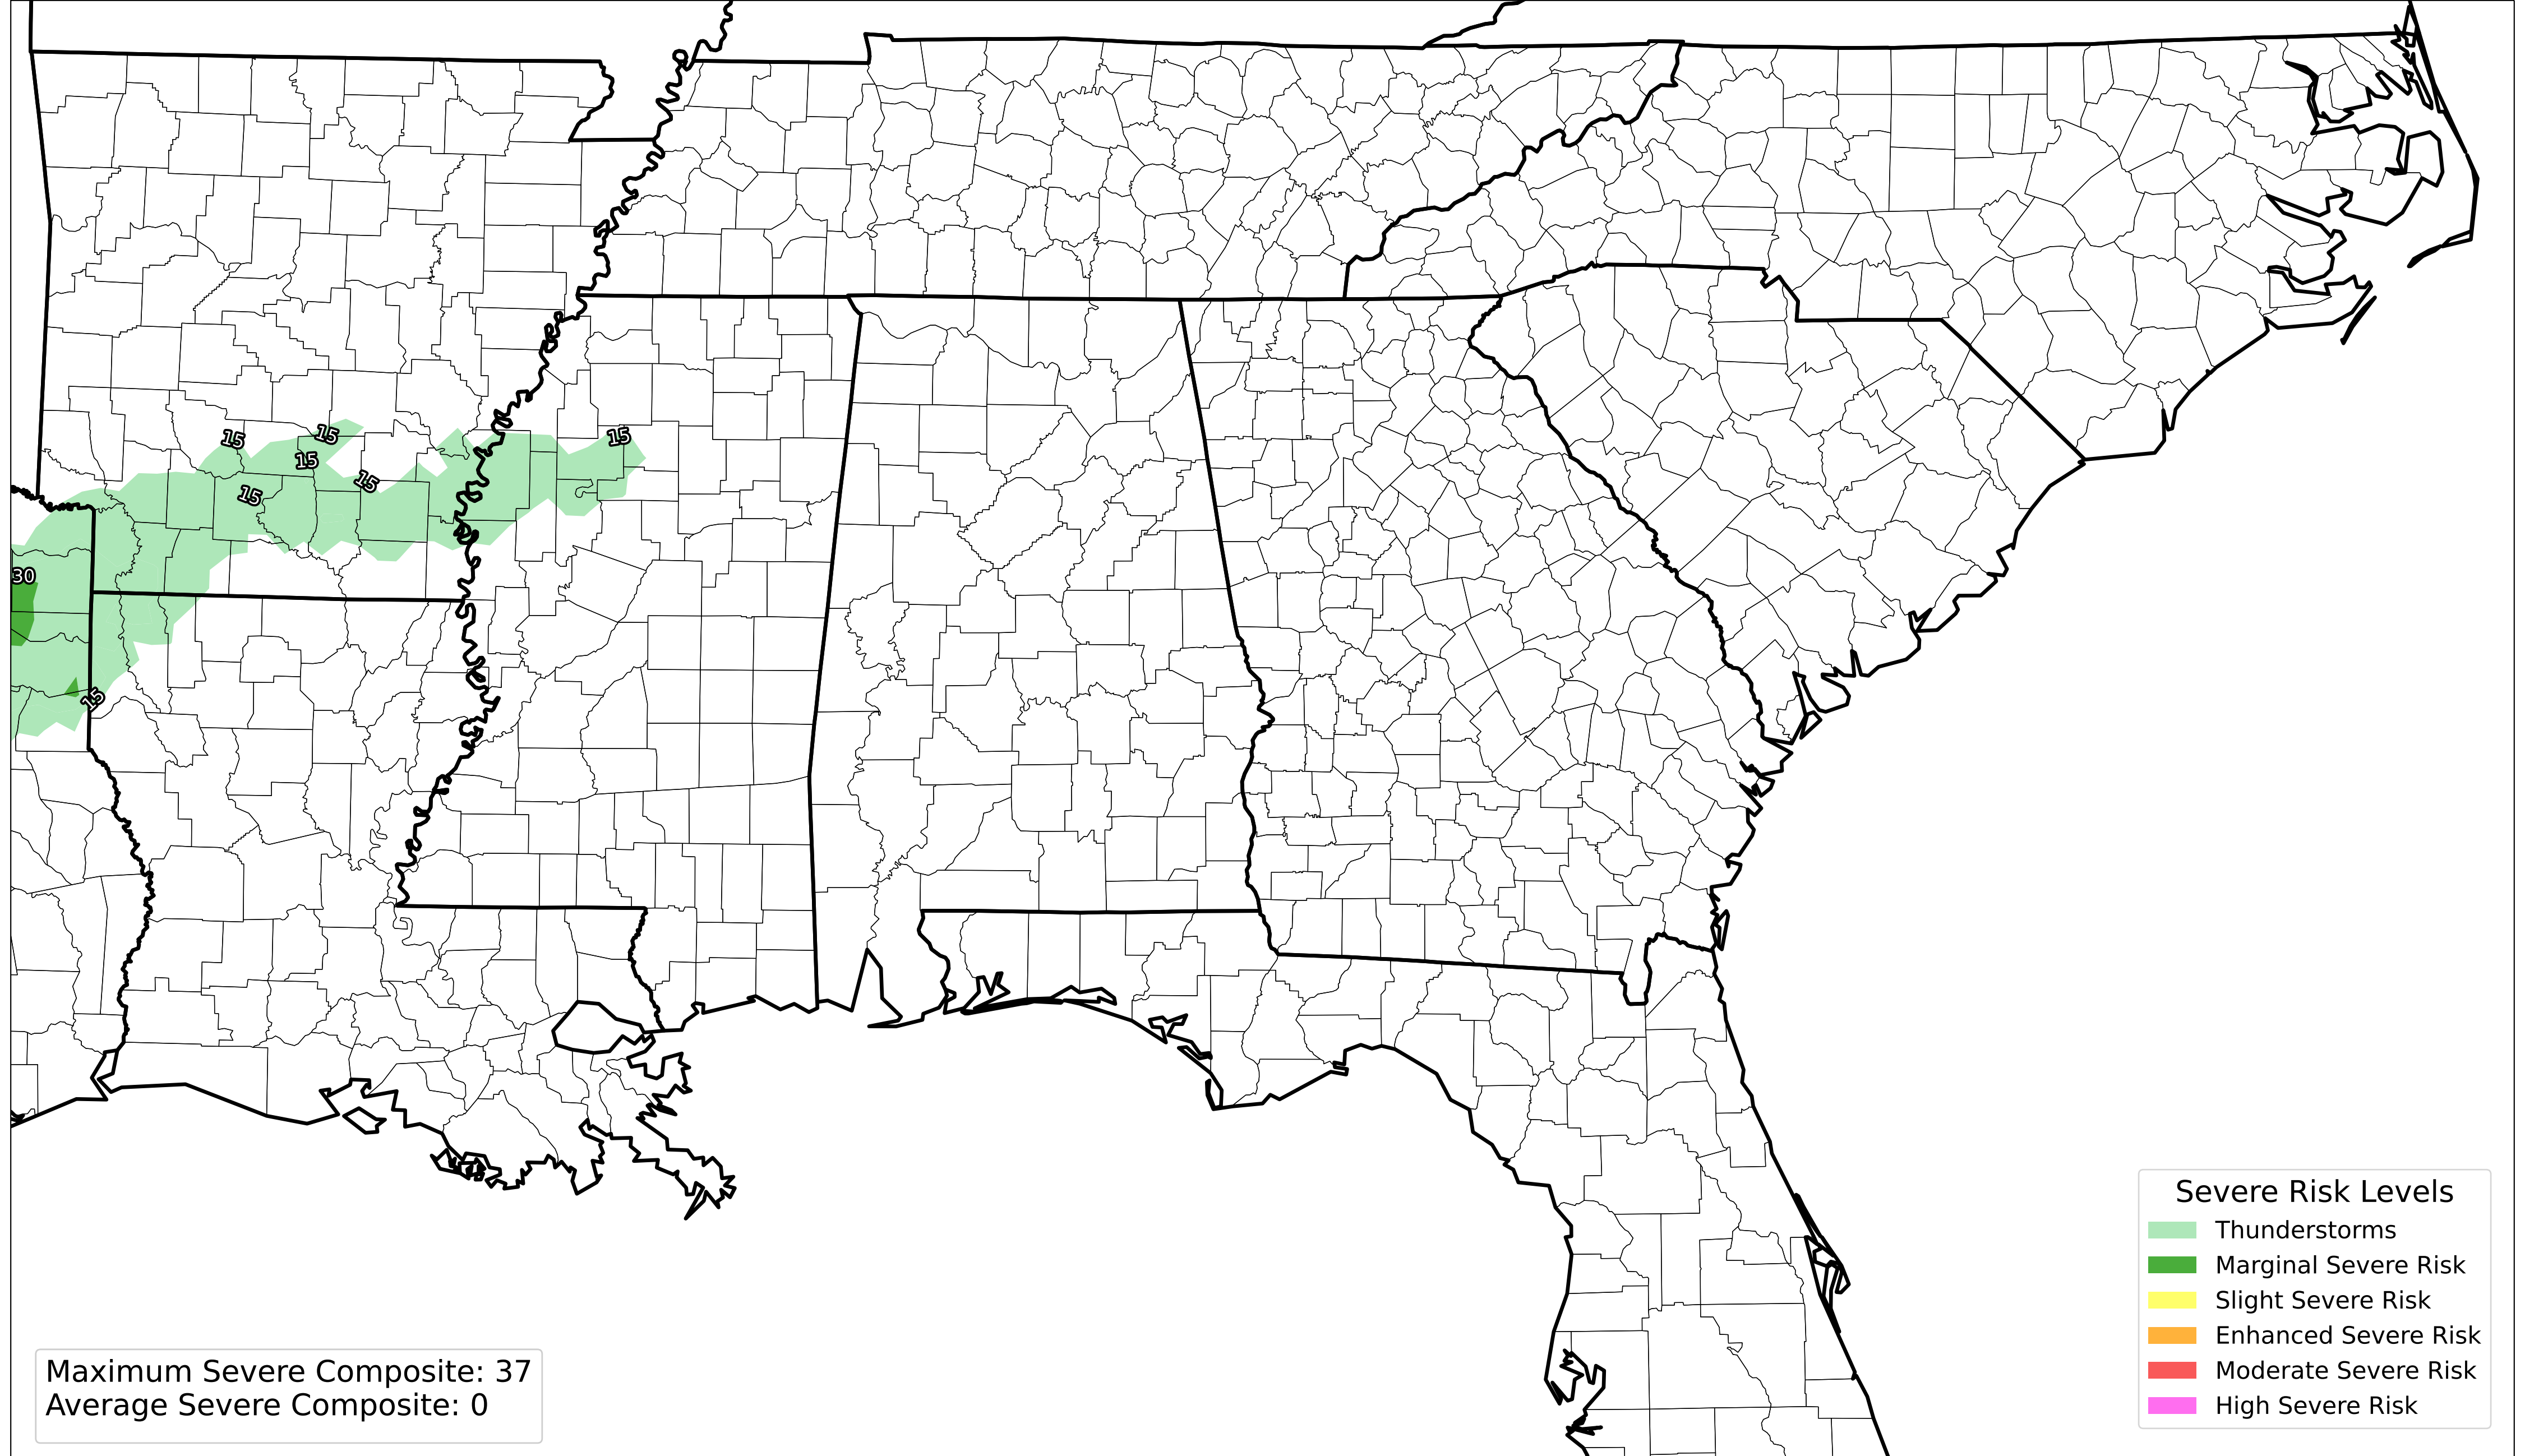 15
15
15
15
15
15
30
15
Severe Risk Levels
Thunderstorms
Marginal Severe Risk
Slight Severe Risk
Enhanced Severe Risk
Moderate Severe Risk
High Severe Risk
Maximum Severe Composite: 37
Average Severe Composite: 0